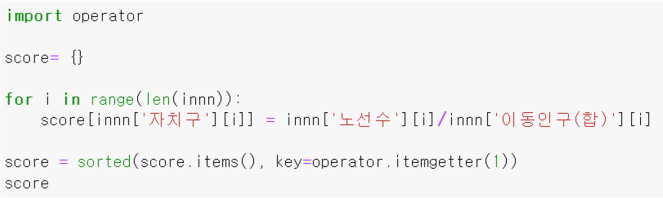 import operator
score= {}
for i in range(len(innn)):
    score[innn['자치구'][i]] = innn['노선수'][i]/innn['이동인구(합)'][i]
score = sorted(score.items(), key=operator.itemgetter(1))
score